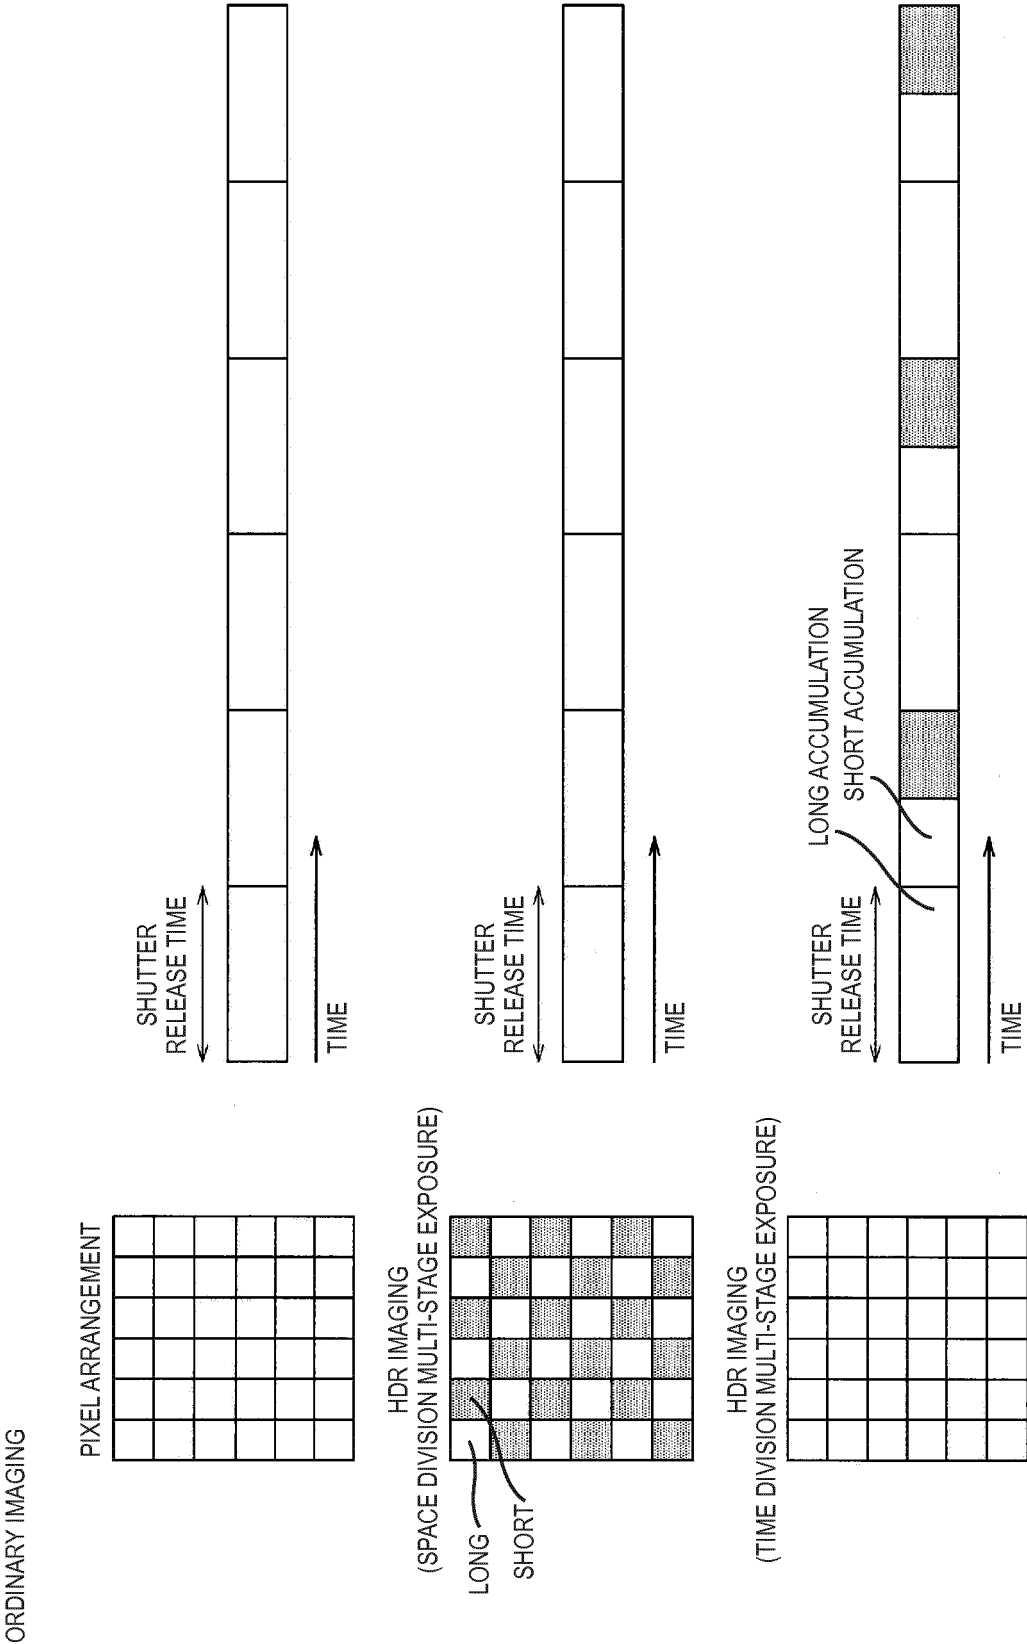 ORDINARY IMAGING
PIXEL ARRANGEMENT
SHUTTER
RELEASE TIME
TIME
HDR IMAGING
(SPACE DIVISION MULTI-STAGE EXPOSURE)
LONG
SHORT
SHUTTER
RELEASE TIME
TIME
HDR IMAGING
(TIME DIVISION MULTI-STAGE EXPOSURE)
SHUTTER
RELEASE TIME
LONG ACCUMULATION
SHORT ACCUMULATION
TIME